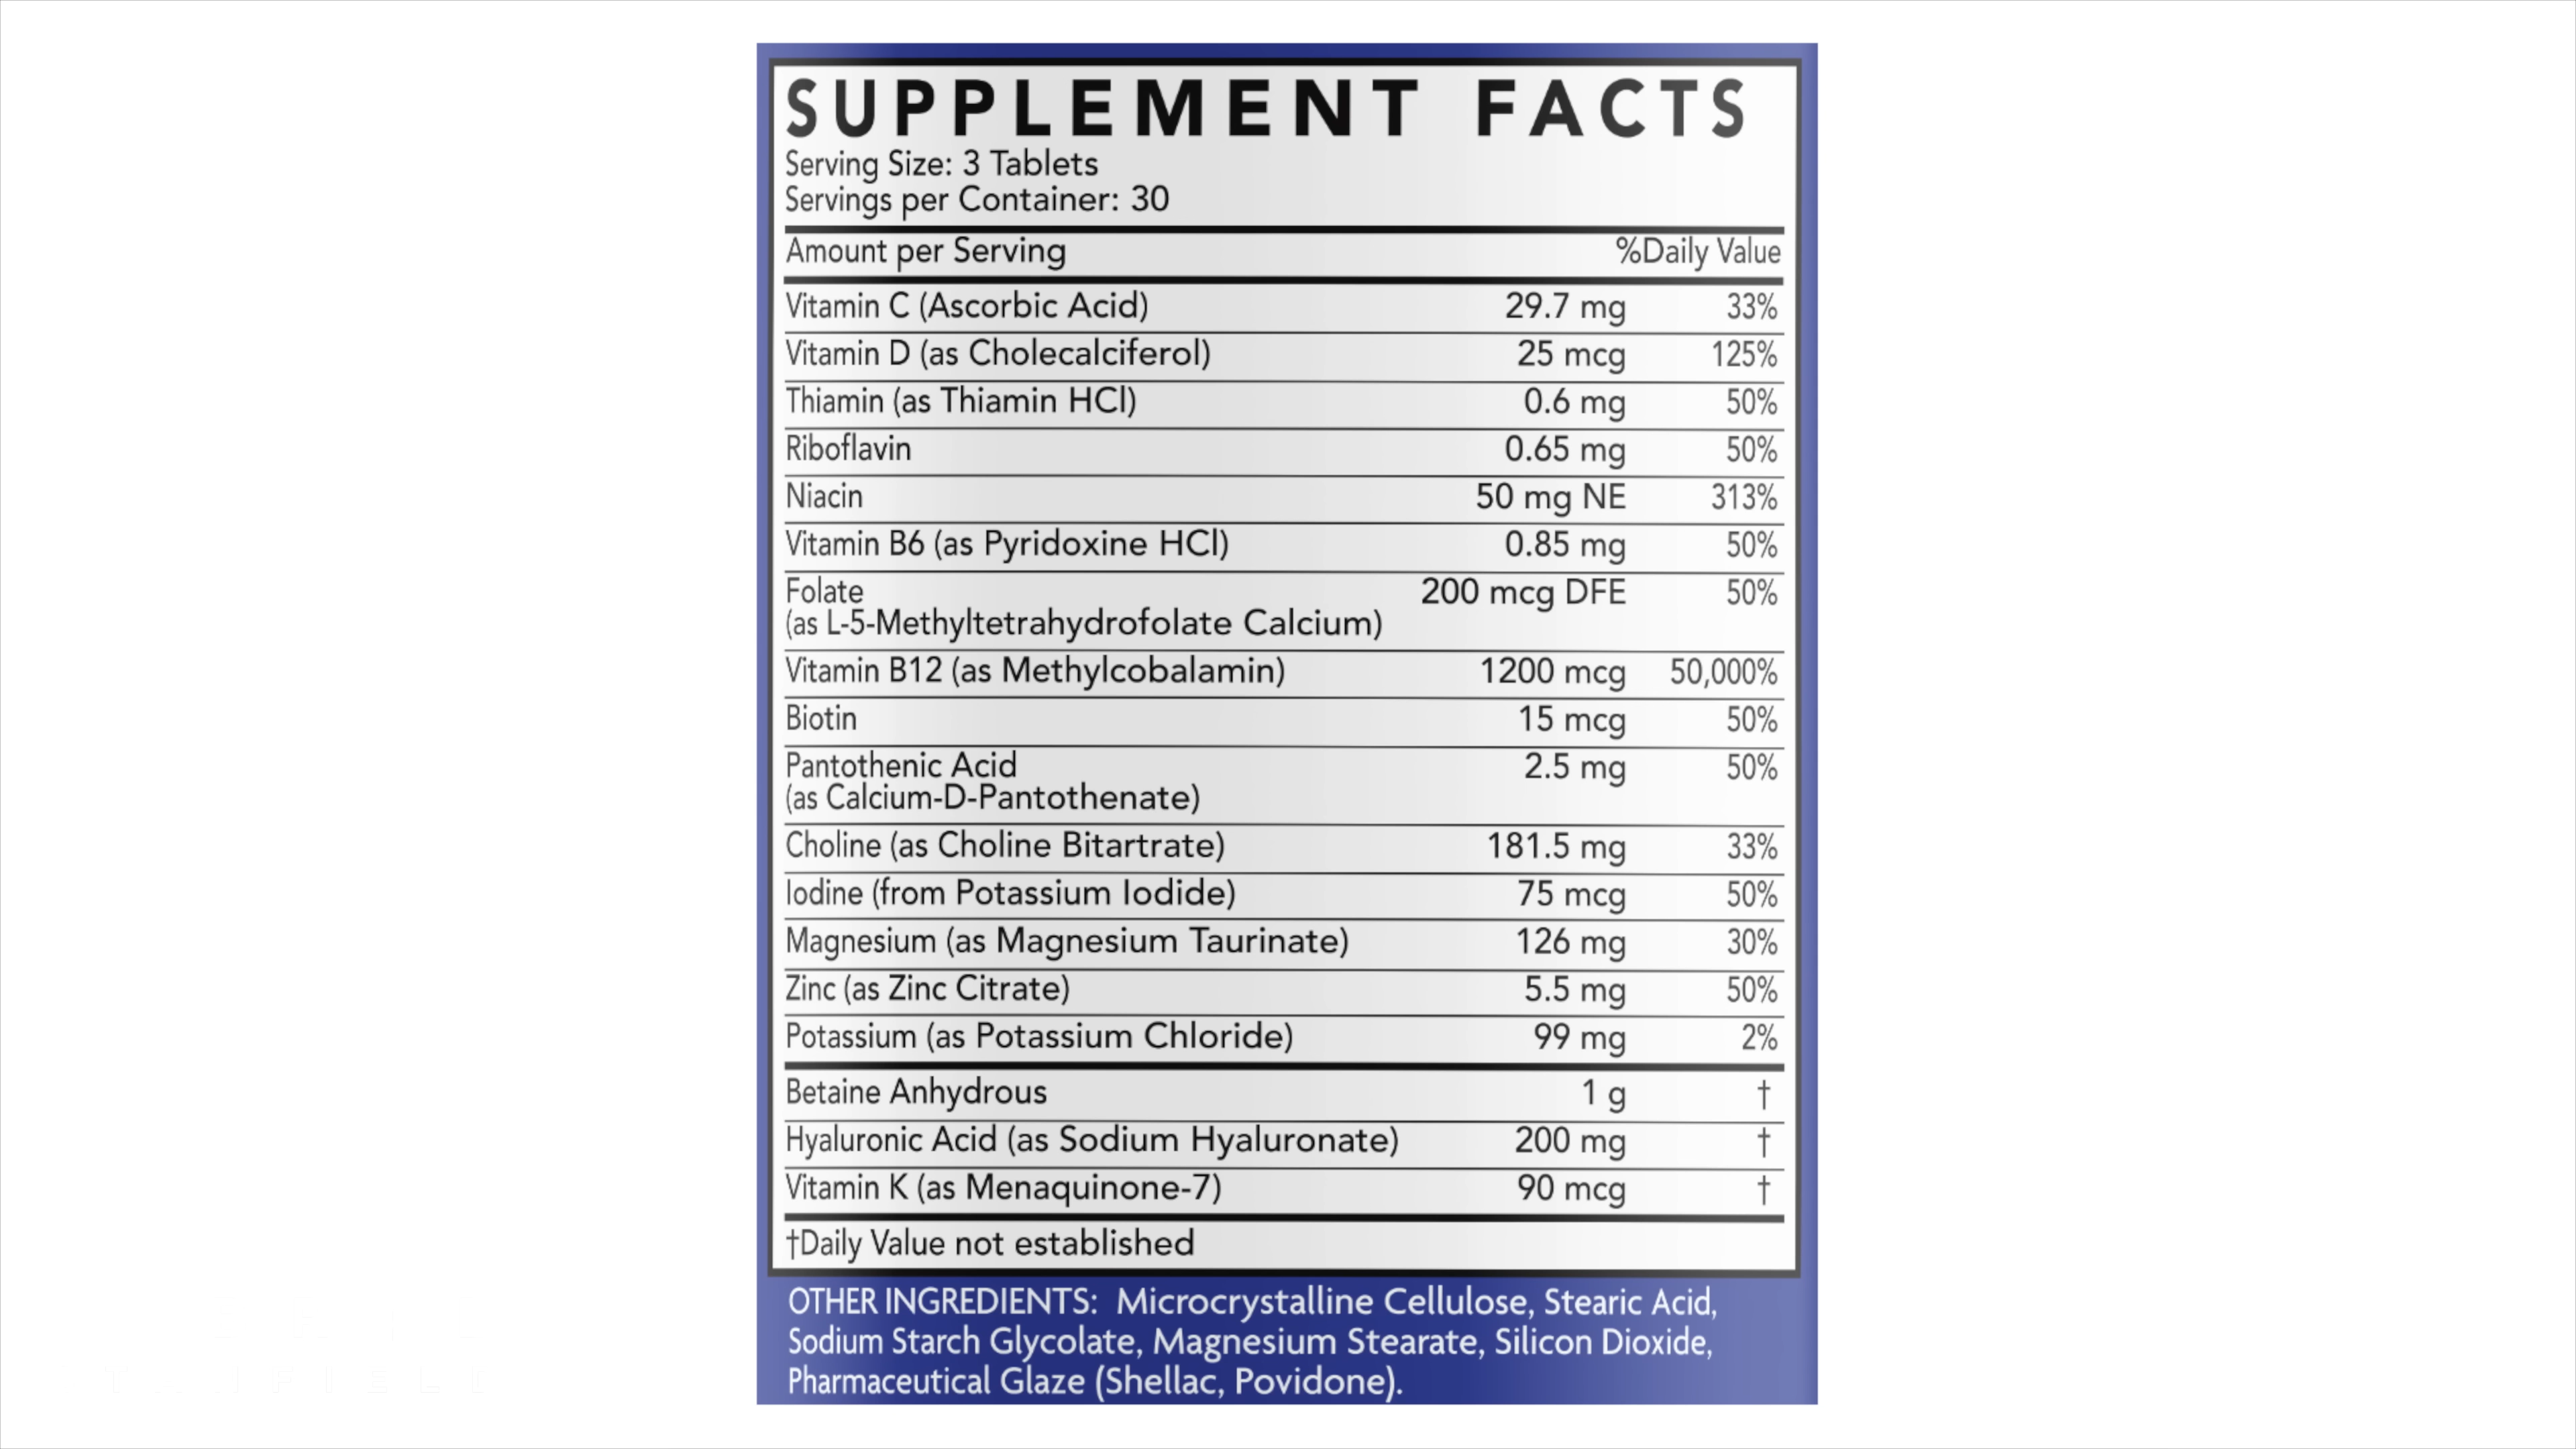 SUPPLEMENT FACTS
Serving Size: 3 Tablets
Servings per Container: 30
Amount per Serving %Daily Value
Vitamin C (Ascorbic Acid) 29.7 mg 33%
Vitamin D (as Cholecalciferol) 25 mcg 125%
Thiamin (as Thiamin HCl) 0.6 mg 50%
Riboflavin 0.65 mg 50%
Niacin 50 mg NE 313%
Vitamin B6 (as Pyridoxine HCl) 0.85 mg 50%
Folate 200 mcg DFE 50%
(as L-5-Methyltetrahydrofolate Calcium)
Vitamin B12 (as Methylcobalamin) 1200 mcg 50,000%
Biotin 15 mcg 50%
Pantothenic Acid 2.5 mg 50%
(as Calcium-D-Pantothenate)
Choline (as Choline Bitartrate) 181.5 mg 33%
Iodine (from Potassium Iodide) 75 mcg 50%
Magnesium (as Magnesium Taurinate) 126 mg 30%
Zinc (as Zinc Citrate) 5.5 mg 50%
Potassium (as Potassium Chloride) 99 mg 2%
Betaine Anhydrous 1 g †
Hyaluronic Acid (as Sodium Hyaluronate) 200 mg †
Vitamin K (as Menaquinone-7) 90 mcg †
†Daily Value not established
OTHER INGREDIENTS: Microcrystalline Cellulose, Stearic Acid,
Sodium Starch Glycolate, Magnesium Stearate, Silicon Dioxide,
Pharmaceutical Glaze (Shellac, Povidone).